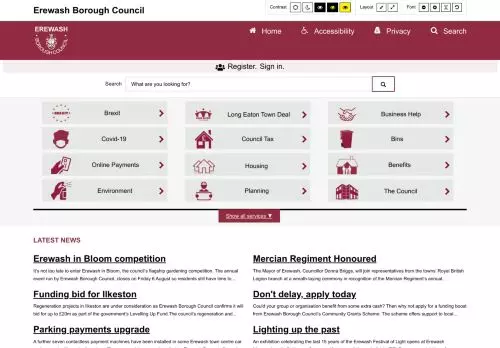 Erewash Borough Council
Contrast
Layout
Font
EREWASH
BOROUGH COUNCIL
Home
Accessibility
Privacy
Search
Register. Sign in.
Search
What are you looking for?
Brexit
Long Eaton Town Deal
Business Help
Covid-19
Council Tax
Bins
Online Payments
Housing
Benefits
Environment
Planning
The Council
Show all services ▼
LATEST NEWS
Erewash in Bloom competition
It's not too late to enter Erewash in Bloom, the council's flagship gardening competition. The annual
event run by Erewash Borough Council, closes on Friday 6 August so residents still have time to...
Mercian Regiment Honoured
The Mayor of Erewash, Councillor Donna Briggs, will join representatives from the towns' Royal British
Legion branch at a wreath-laying ceremony in recognition of the Mercian Regiment. The...
Funding bid for Ilkeston
Regeneration projects in Ilkeston are under consideration as Erewash Borough Council confirms it will
bid for up to £20m as part of the government's Levelling Up Fund.The council's regeneration and...
Don't delay, apply today
Could your group or organisation benefit from some extra cash? Then why not apply for a funding boost
from Erewash Borough Council's Community Grants Scheme. The scheme offers support to local...
Parking payments upgrade
A further seven contactless payment machines have been installed in some Erewash town centre car
Lighting up the past
An exhibition celebrating the last 15 years of the Erewash Festival of Light opens at Erewash